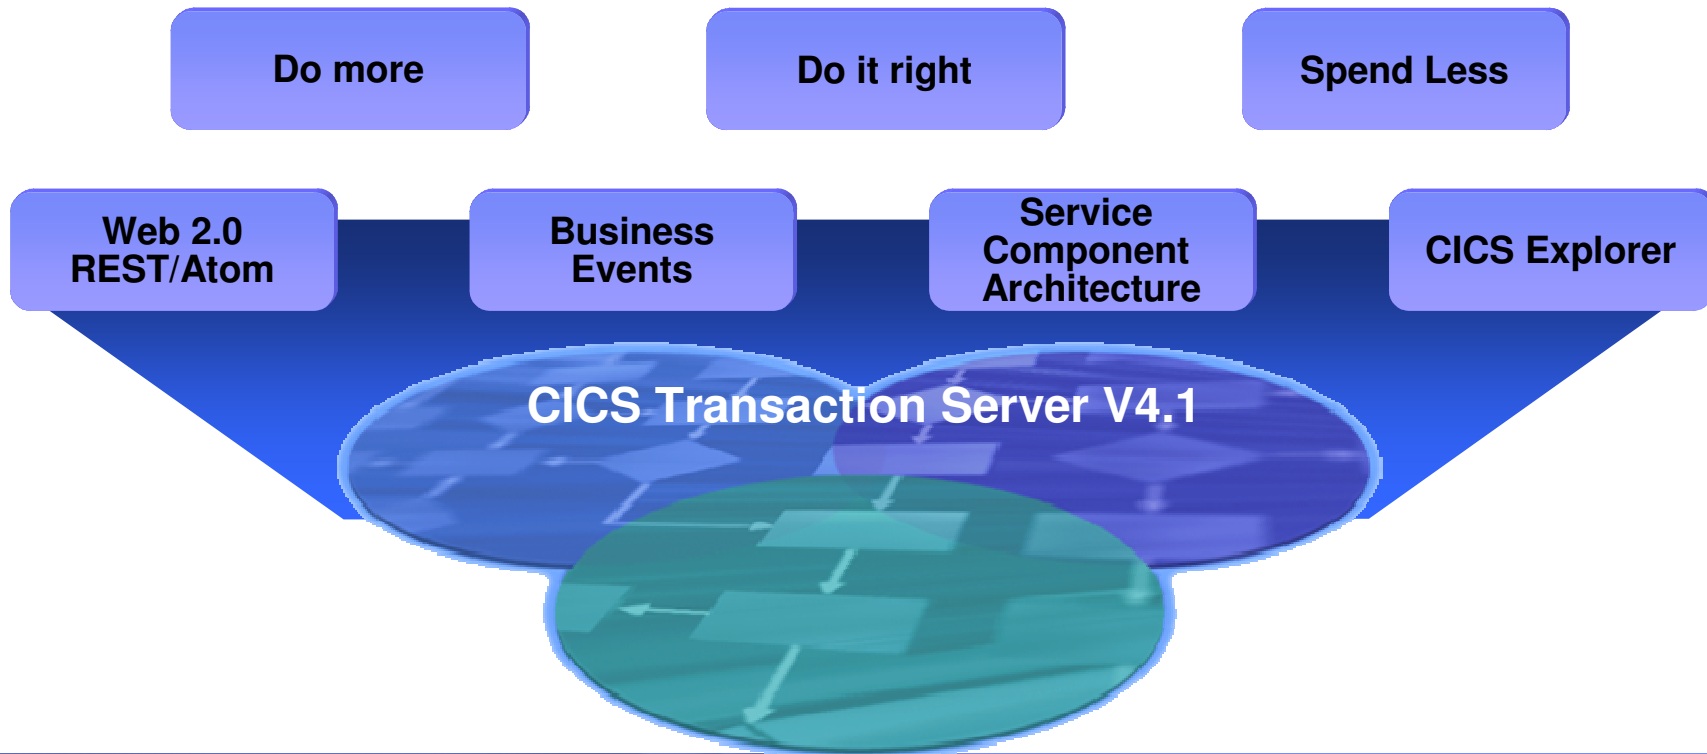 Do more
Do it right
Spend Less
Web 2.0
REST/Atom
Business
Events
Service
Component
Architecture
CICS Explorer
CICS Transaction Server V4.1